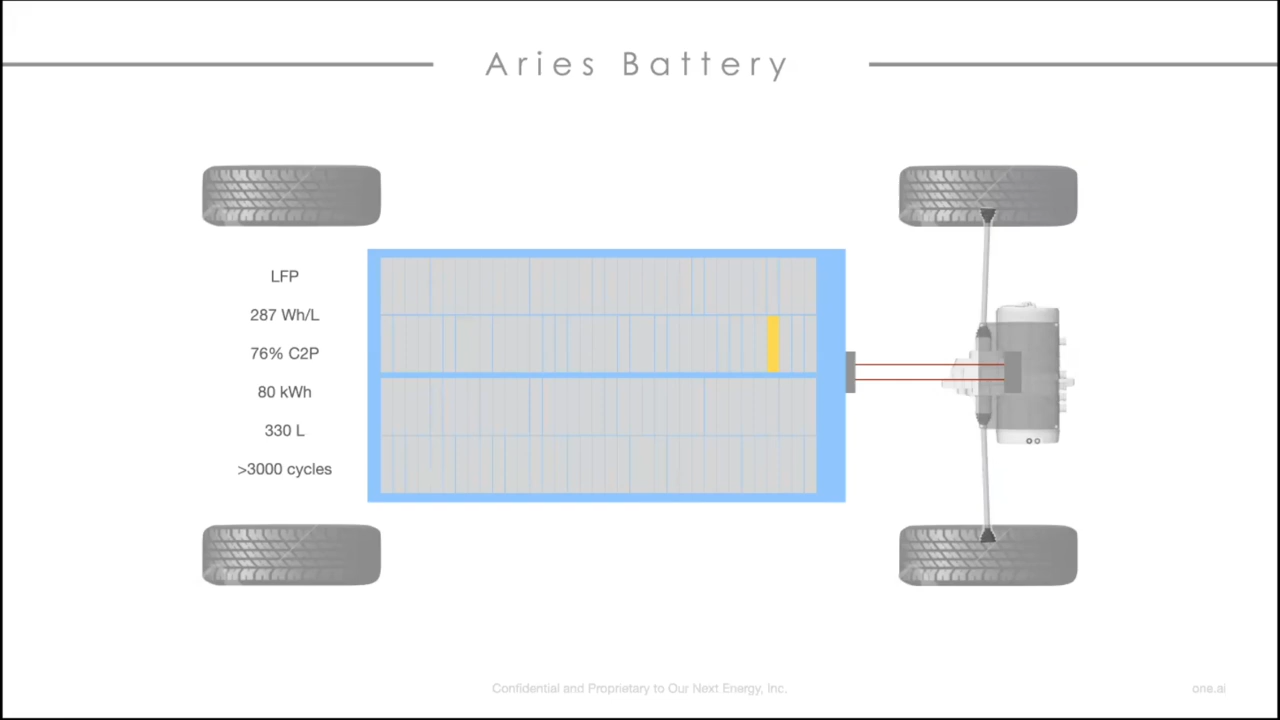 Aries Battery
LFP
287 Wh/L
76% C2P
80 kWh
330 L
>3000 cycles
Confidential and Proprietary to Our Next Energy, Inc.
one.ai